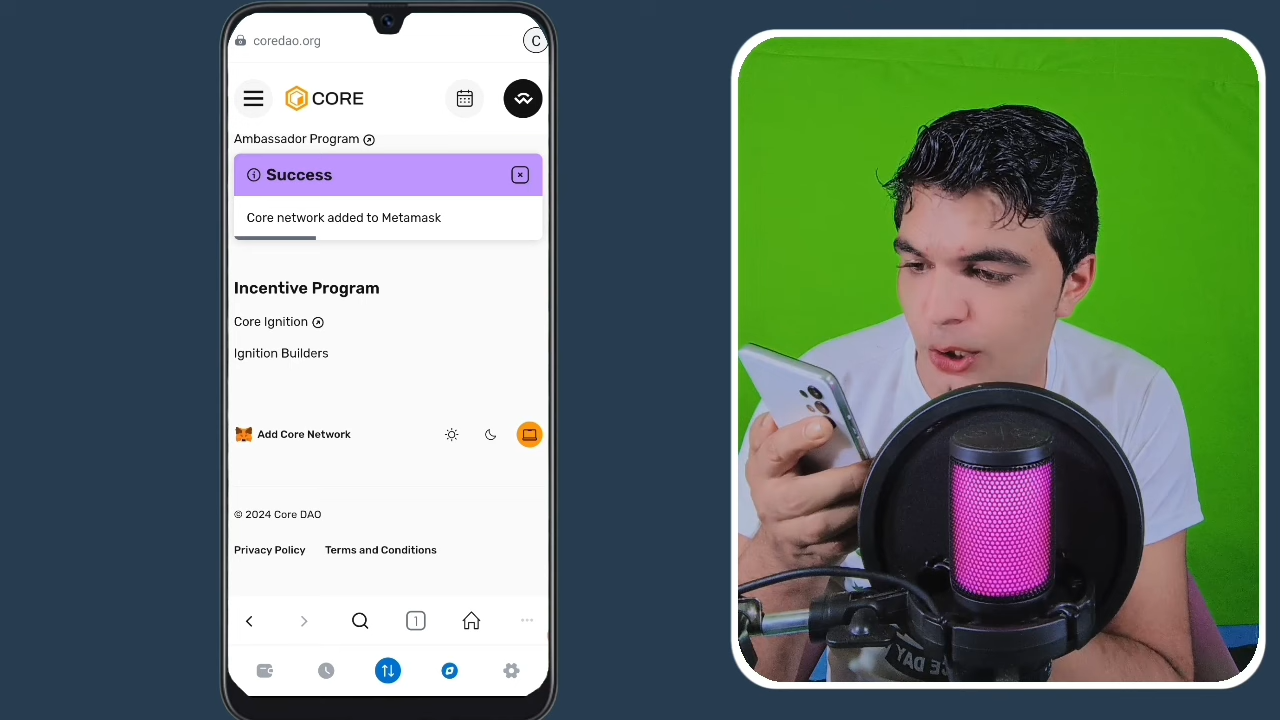 coredao.org
C
CORE
Ambassador Program
Success
Core network added to Metamask
Incentive Program
Core Ignition
Ignition Builders
Add Core Network
© 2024 Core DAO
Privacy Policy Terms and Conditions
1